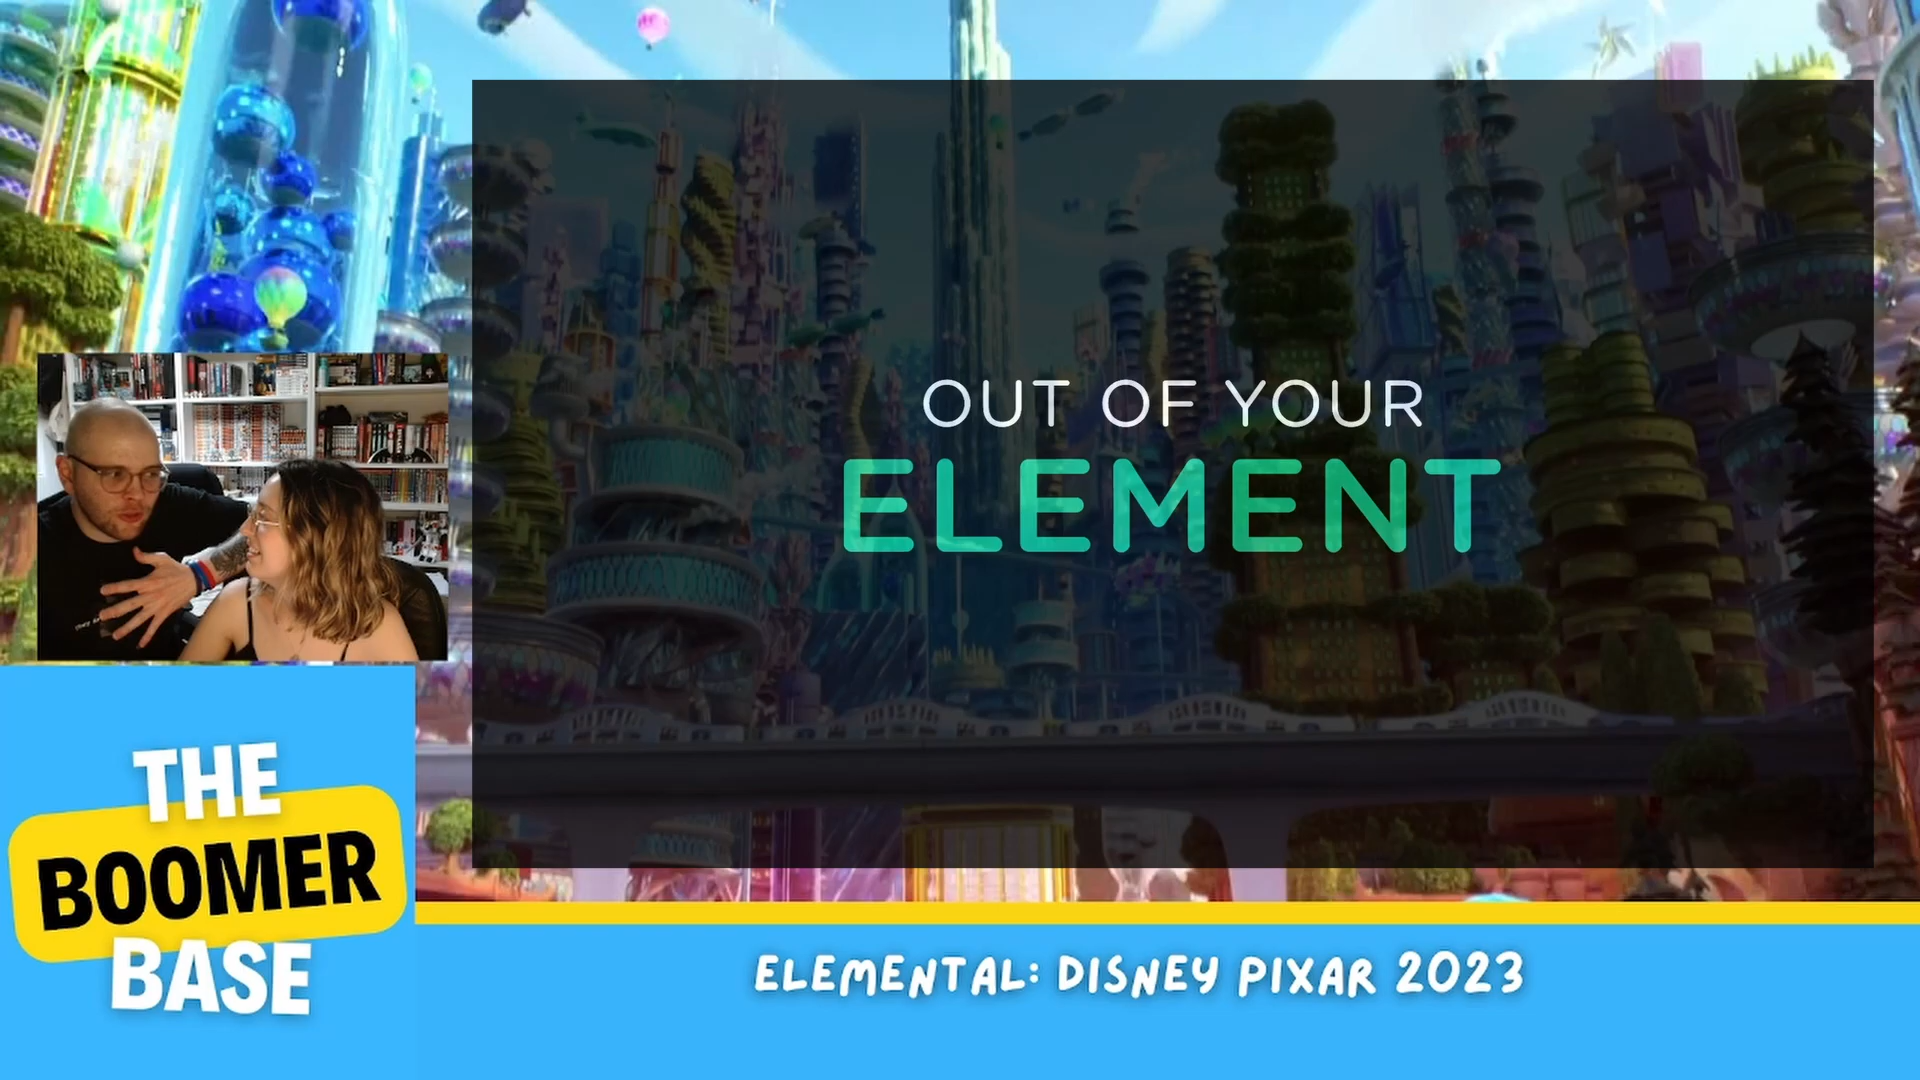 OUT OF YOUR
ELEMENT
THE
BOOMER
BASE
ELEMENTAL: DISNEY PIXAR 2023